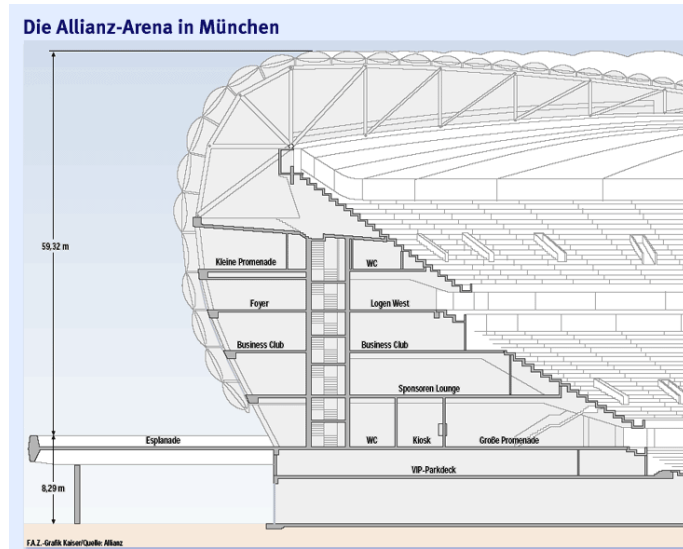 Die Allianz-Arena in München
59,32 m
Kleine Promenade
WC
Foyer
Logen West
Business Club
Business Club
Sponsoren Lounge
Esplanade
WC
Kiosk
Große Promenade
VIP-Parkdeck
8,29 m
F.A.Z.-Grafik Kaiser/Quelle: Allianz